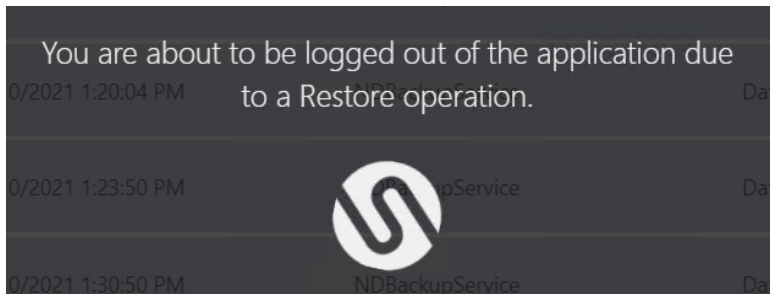 You are about to be logged out of the application due
0/2021 1:20:04 PM
to a Restore operation.
0/2021 1:23:50 PM
0/2021 1:30:50 PM NDBackupService Da